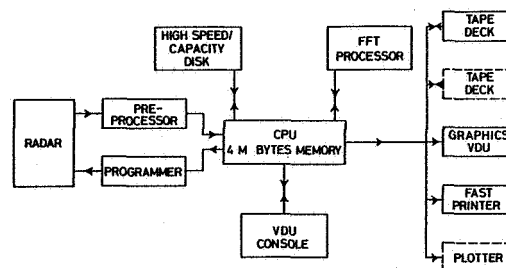 HIGH SPEED/
CAPACITY
DISK
FFT
PROCESSOR
TAPE
DECK
TAPE
DECK
RADAR
PRE-
PROCESSOR
PROGRAMMER
CPU
4 M BYTES MEMORY
GRAPHICS
VDU
FAST
PRINTER
VDU
CONSOLE
PLOTTER